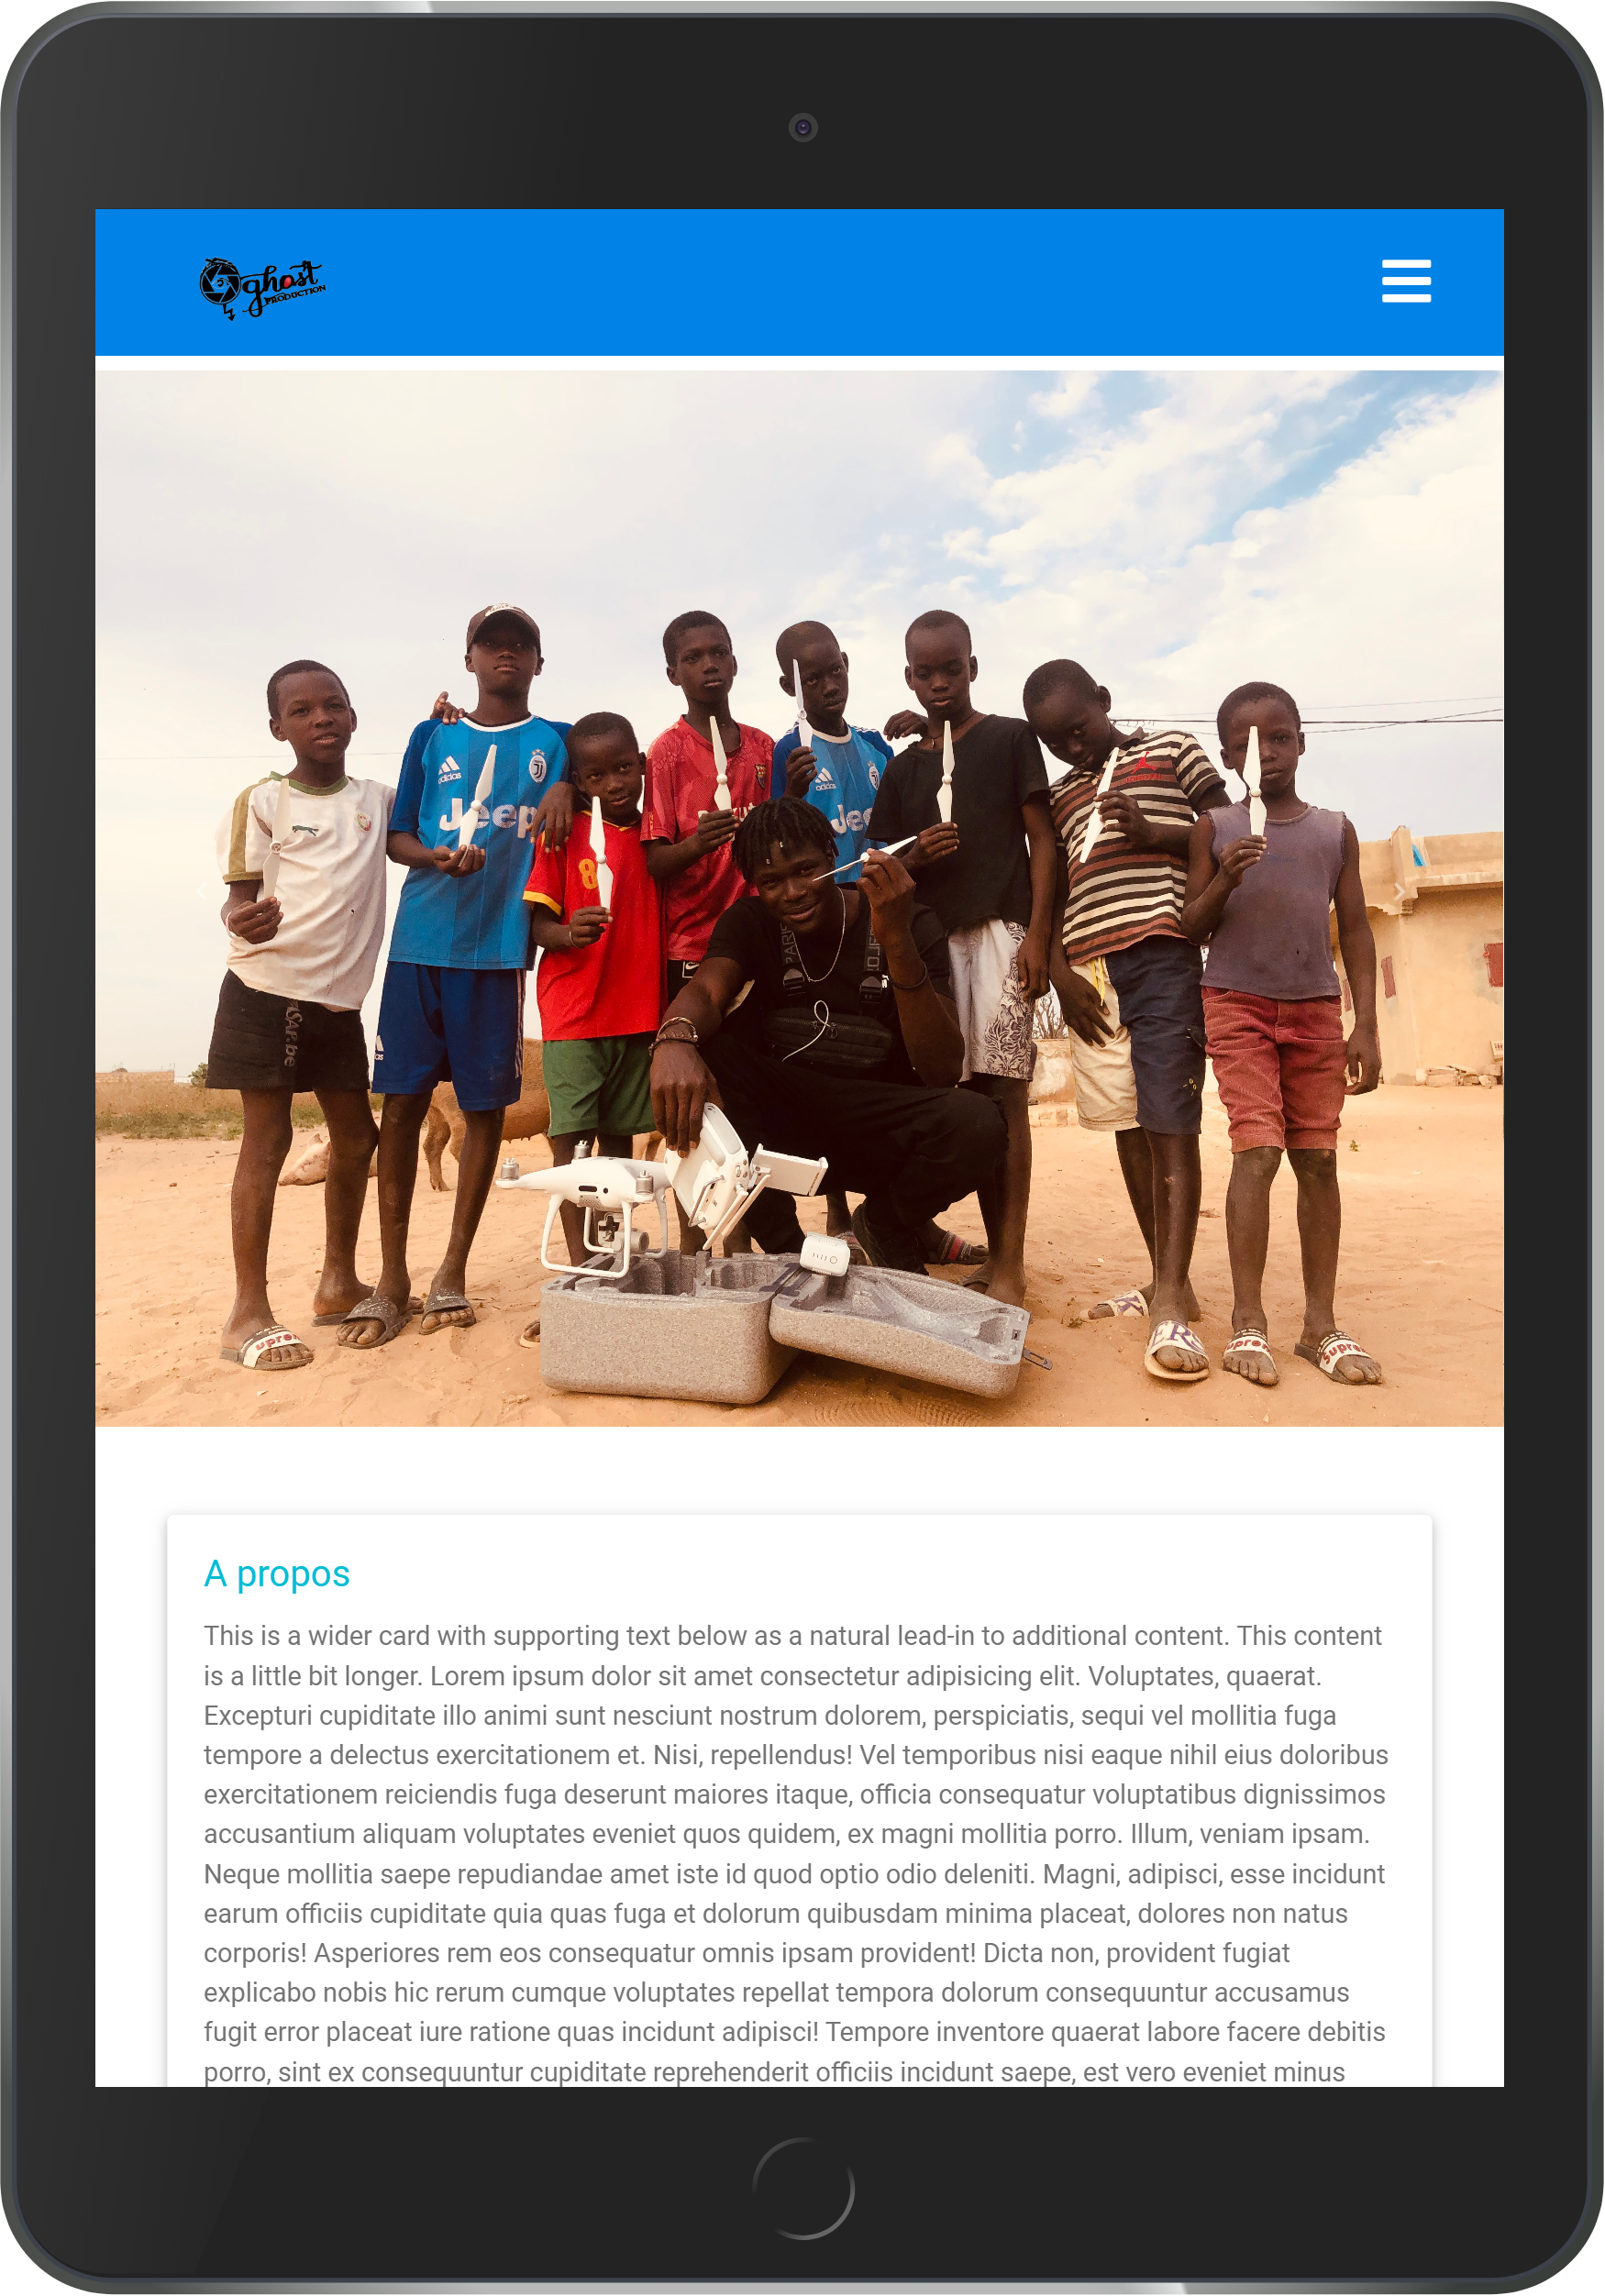 ghost
PRODUCTION
adidas
Jeep
8
adidas
Jee
A propos
This is a wider card with supporting text below as a natural lead-in to additional content. This content
is a little bit longer. Lorem ipsum dolor sit amet consectetur adipisicing elit. Voluptates, quaerat.
Excepturi cupiditate illo animi sunt nesciunt nostrum dolorem, perspiciatis, sequi vel mollitia fuga
tempore a delectus exercitationem et. Nisi, repellendus! Vel temporibus nisi eaque nihil eius doloribus
exercitationem reiciendis fuga deserunt maiores itaque, officia consequatur voluptatibus dignissimos
accusantium aliquam voluptates eveniet quos quidem, ex magni mollitia porro. Illum, veniam ipsam.
Neque mollitia saepe repudiandae amet iste id quod optio odio deleniti. Magni, adipisci, esse incidunt
earum officiis cupiditate quia quas fuga et dolorum quibusdam minima placeat, dolores non natus
corporis! Asperiores rem eos consequatur omnis ipsam provident! Dicta non, provident fugiat
explicabo nobis hic rerum cumque voluptates repellat tempora dolorum consequuntur accusamus
fugit error placeat iure ratione quas incidunt adipisci! Tempore inventore quaerat labore facere debitis
porro, sint ex consequuntur cupiditate reprehenderit officiis incidunt saepe, est vero eveniet minus